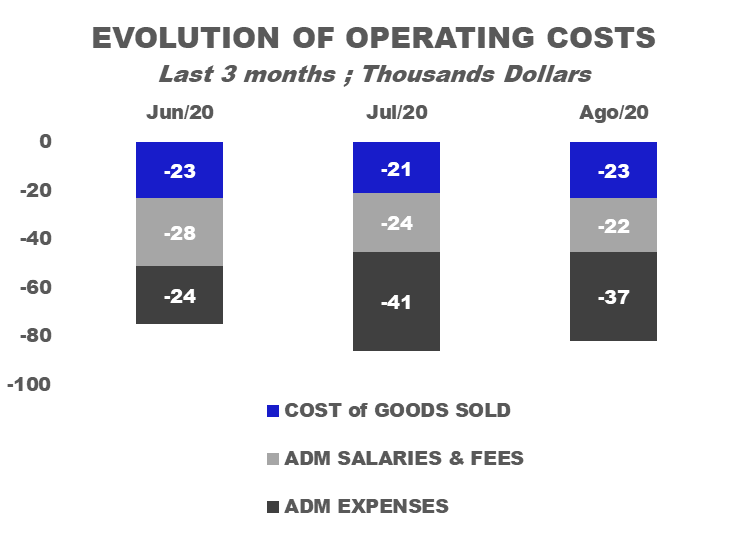 EVOLUTION OF OPERATING COSTS
Last 3 months ; Thousands Dollars
Jun/20 Jul/20 Ago/20
0
-20
-40
-60
-80
-100
-23 -21 -23
-28 -24 -22
-24 -41 -37
COST of GOODS SOLD
ADM SALARIES & FEES
ADM EXPENSES